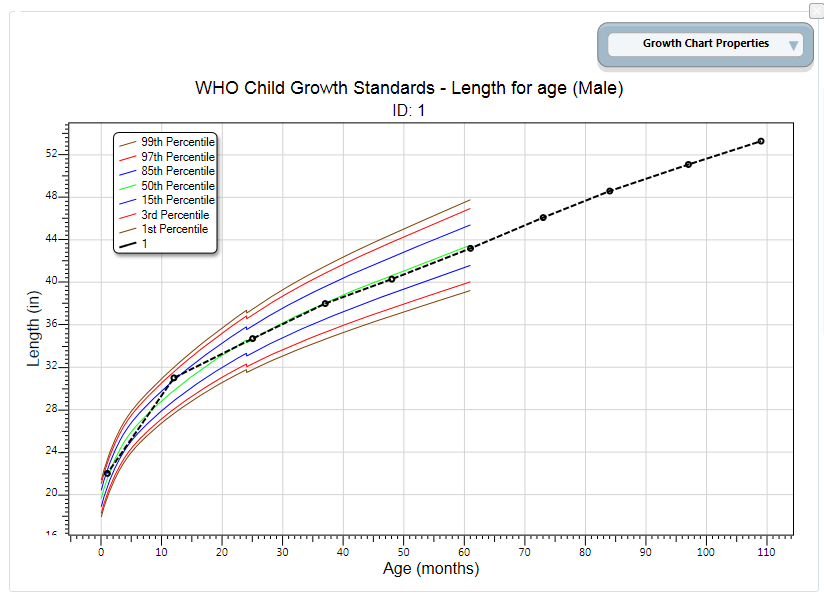 Growth Chart Properties
WHO Child Growth Standards - Length for age (Male)
ID: 1
99th Percentile
97th Percentile
85th Percentile
50th Percentile
15th Percentile
3rd Percentile
1st Percentile
1
Length (in)
52
48
44
40
36
32
28
24
20
16
0 10 20 30 40 50 60 70 80 90 100 110
Age (months)